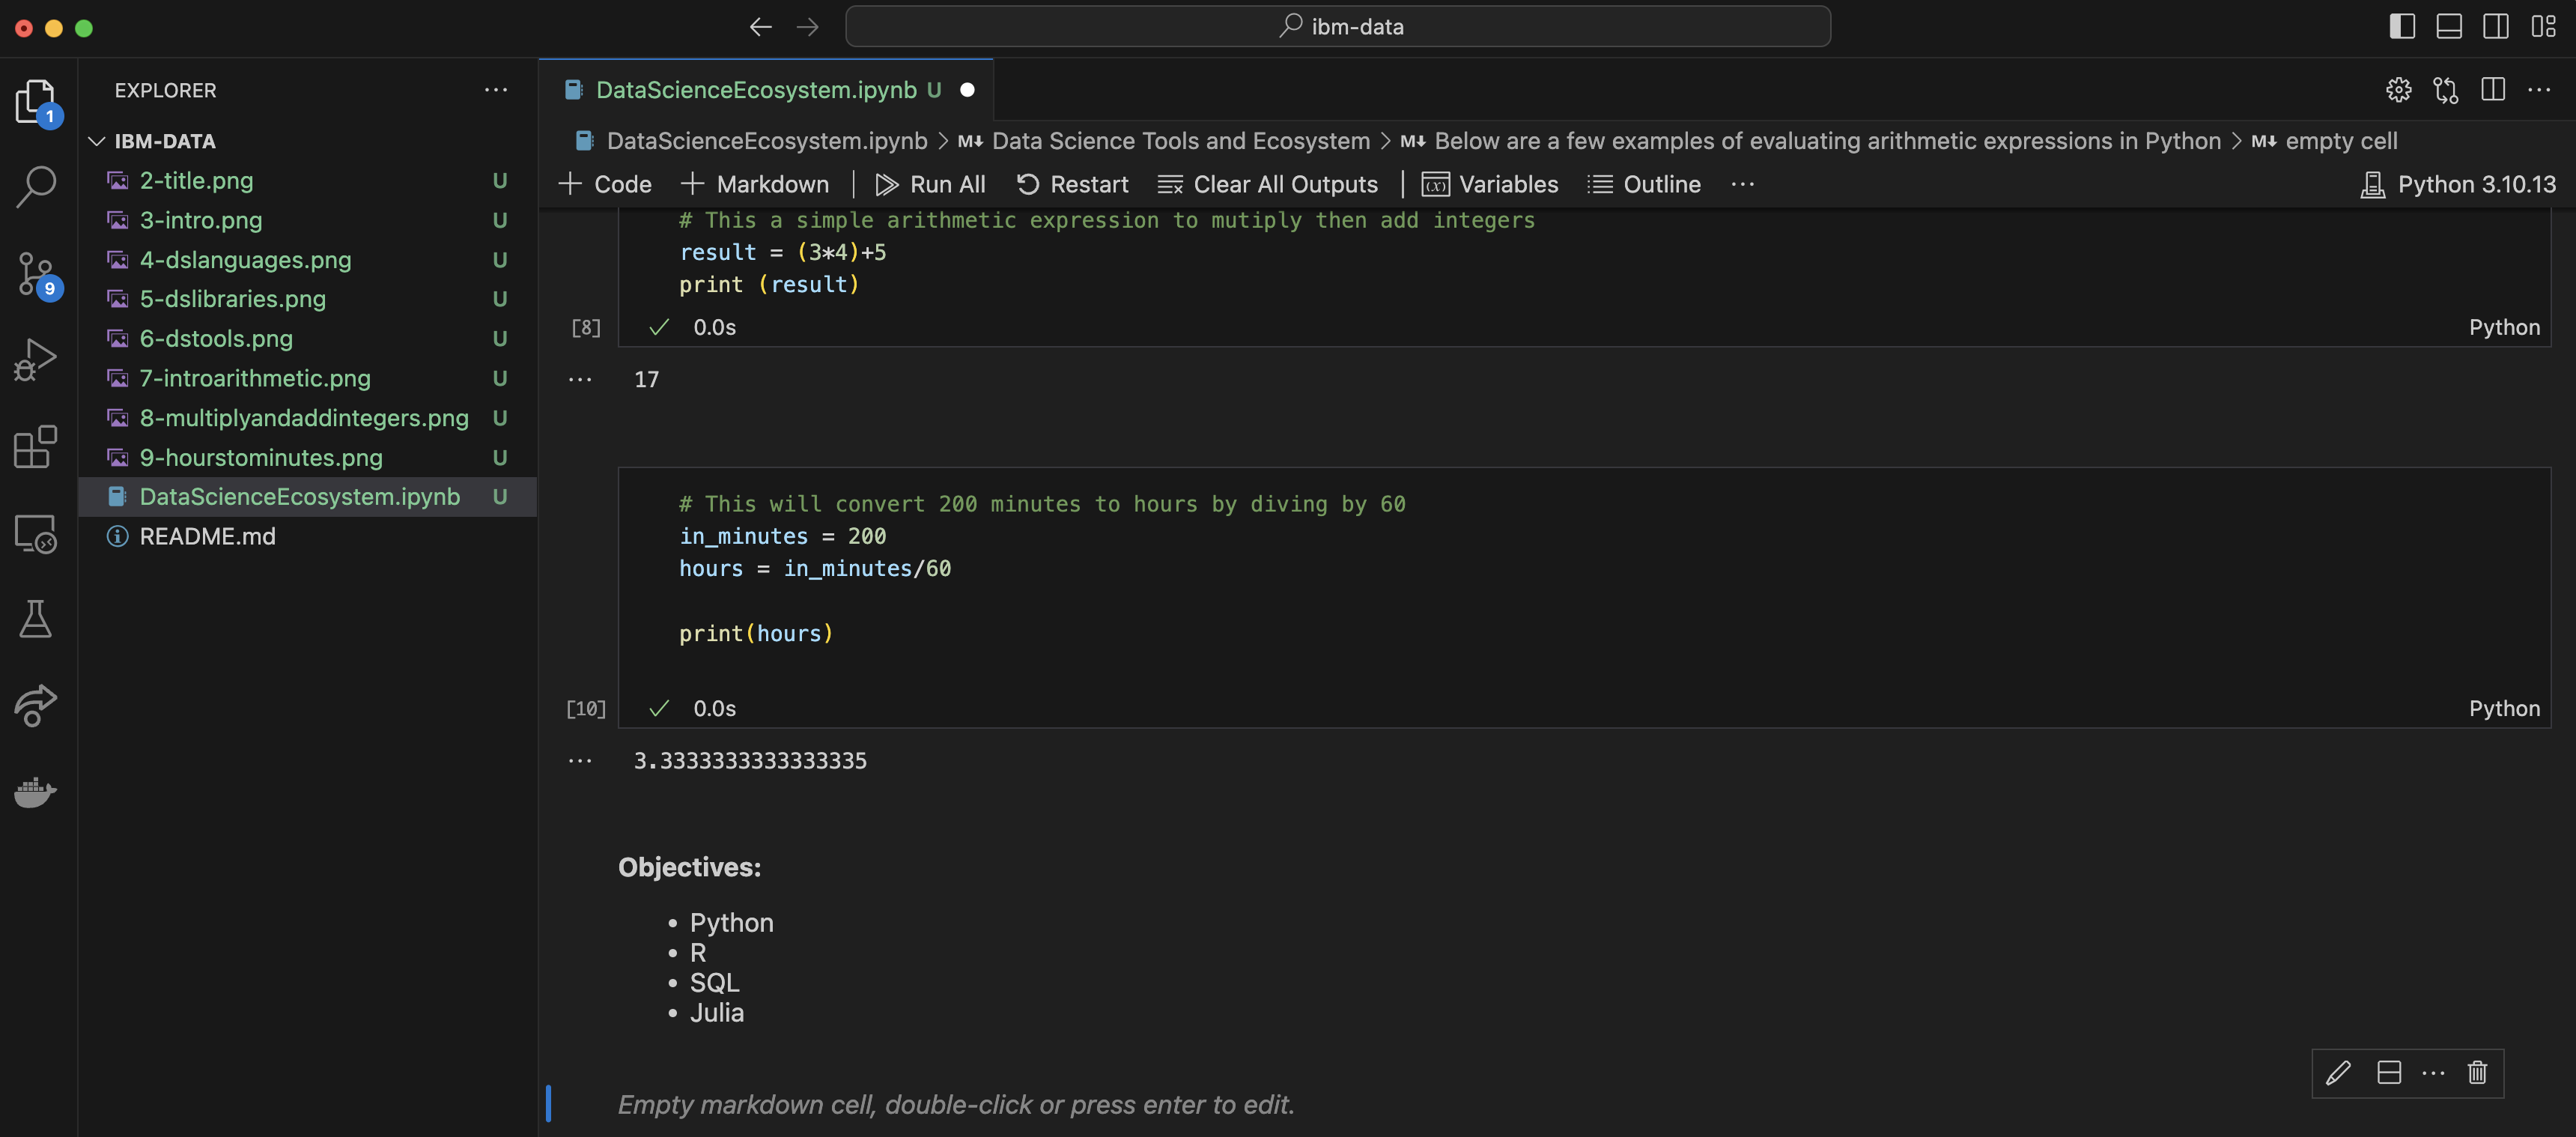 ibm-data
EXPLORER
IBM-DATA
2-title.png U
3-intro.png U
4-dslanguages.png U
5-dslibraries.png U
6-dstools.png U
7-introarithmetic.png U
8-multiplyandaddintegers.png U
9-hourstominutes.png U
DataScienceEcosystem.ipynb U
README.md
1
9
DataScienceEcosystem.ipynb U
DataScienceEcosystem.ipynb > M↓ Data Science Tools and Ecosystem > M↓ Below are a few examples of evaluating arithmetic expressions in Python > M↓ empty cell
+ Code + Markdown | Run All Restart Clear All Outputs | (x) Variables Outline ··· Python 3.10.13
# This a simple arithmetic expression to mutiply then add integers
result = (3*4)+5
print (result)
[8] ✓ 0.0s Python
··· 17
# This will convert 200 minutes to hours by diving by 60
in_minutes = 200
hours = in_minutes/60
print(hours)
[10] ✓ 0.0s Python
··· 3.3333333333333335
Objectives:
• Python
• R
• SQL
• Julia
Empty markdown cell, double-click or press enter to edit.